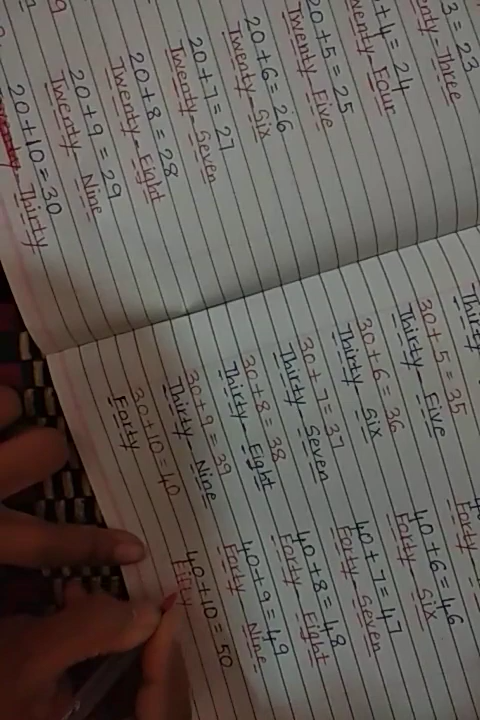 3 = 23
enty - Three
+ 4 = 24
wenty - Four
20 + 5 = 25
Twenty Five
20 + 6 = 26
Twenty - Six
20 + 7 = 27
Twenty - Seven
20 + 8 = 28
Twenty - Eight
20 + 9 = 29
Twenty - Nine
20 + 10 = 30
Thirty
Thirty
30 + 5 = 35
Thirty - Five
30 + 6 = 36
Thirty - Six
30 + 7 = 37
Thirty - Seven
30 + 8 = 38
Thirty - Eight
30 + 9 = 39
Thirty - Nine
30 + 10 = 40
Forty
Forty
40 + 6 = 46
Forty - Six
40 + 7 = 47
Forty - Seven
40 + 8 = 48
Forty - Eight
40 + 9 = 49
Forty - Nine
40 + 10 = 50
Fifty